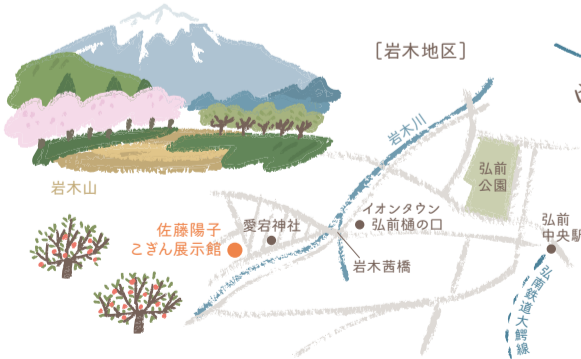 [岩木地区]
岩木川
弘前
公園
岩木山
佐藤陽子
こぎん展示館
愛宕神社
イオンタウン
弘前樋の口
弘前
中央駅
岩木茜橋
弘南鉄道大鰐線